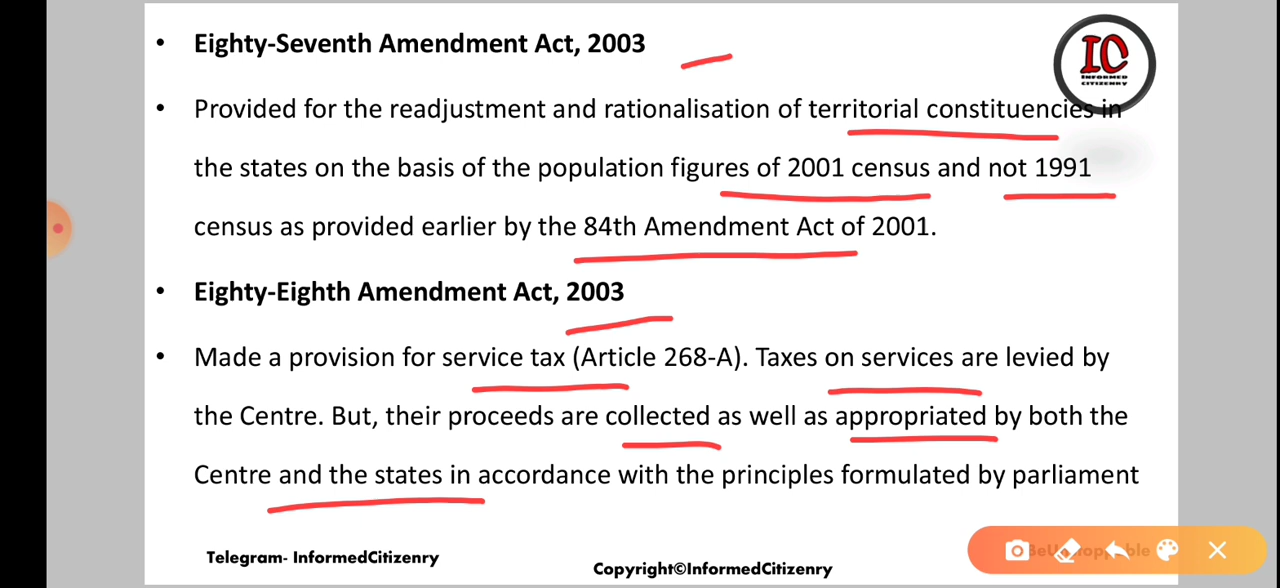 • Eighty-Seventh Amendment Act, 2003
IC
INFORMED
CITIZENRY
• Provided for the readjustment and rationalisation of territorial constituencies in
the states on the basis of the population figures of 2001 census and not 1991
census as provided earlier by the 84th Amendment Act of 2001.
• Eighty-Eighth Amendment Act, 2003
• Made a provision for service tax (Article 268-A). Taxes on services are levied by
the Centre. But, their proceeds are collected as well as appropriated by both the
Centre and the states in accordance with the principles formulated by parliament
Telegram- InformedCitizenry
Copyright©InformedCitizenry